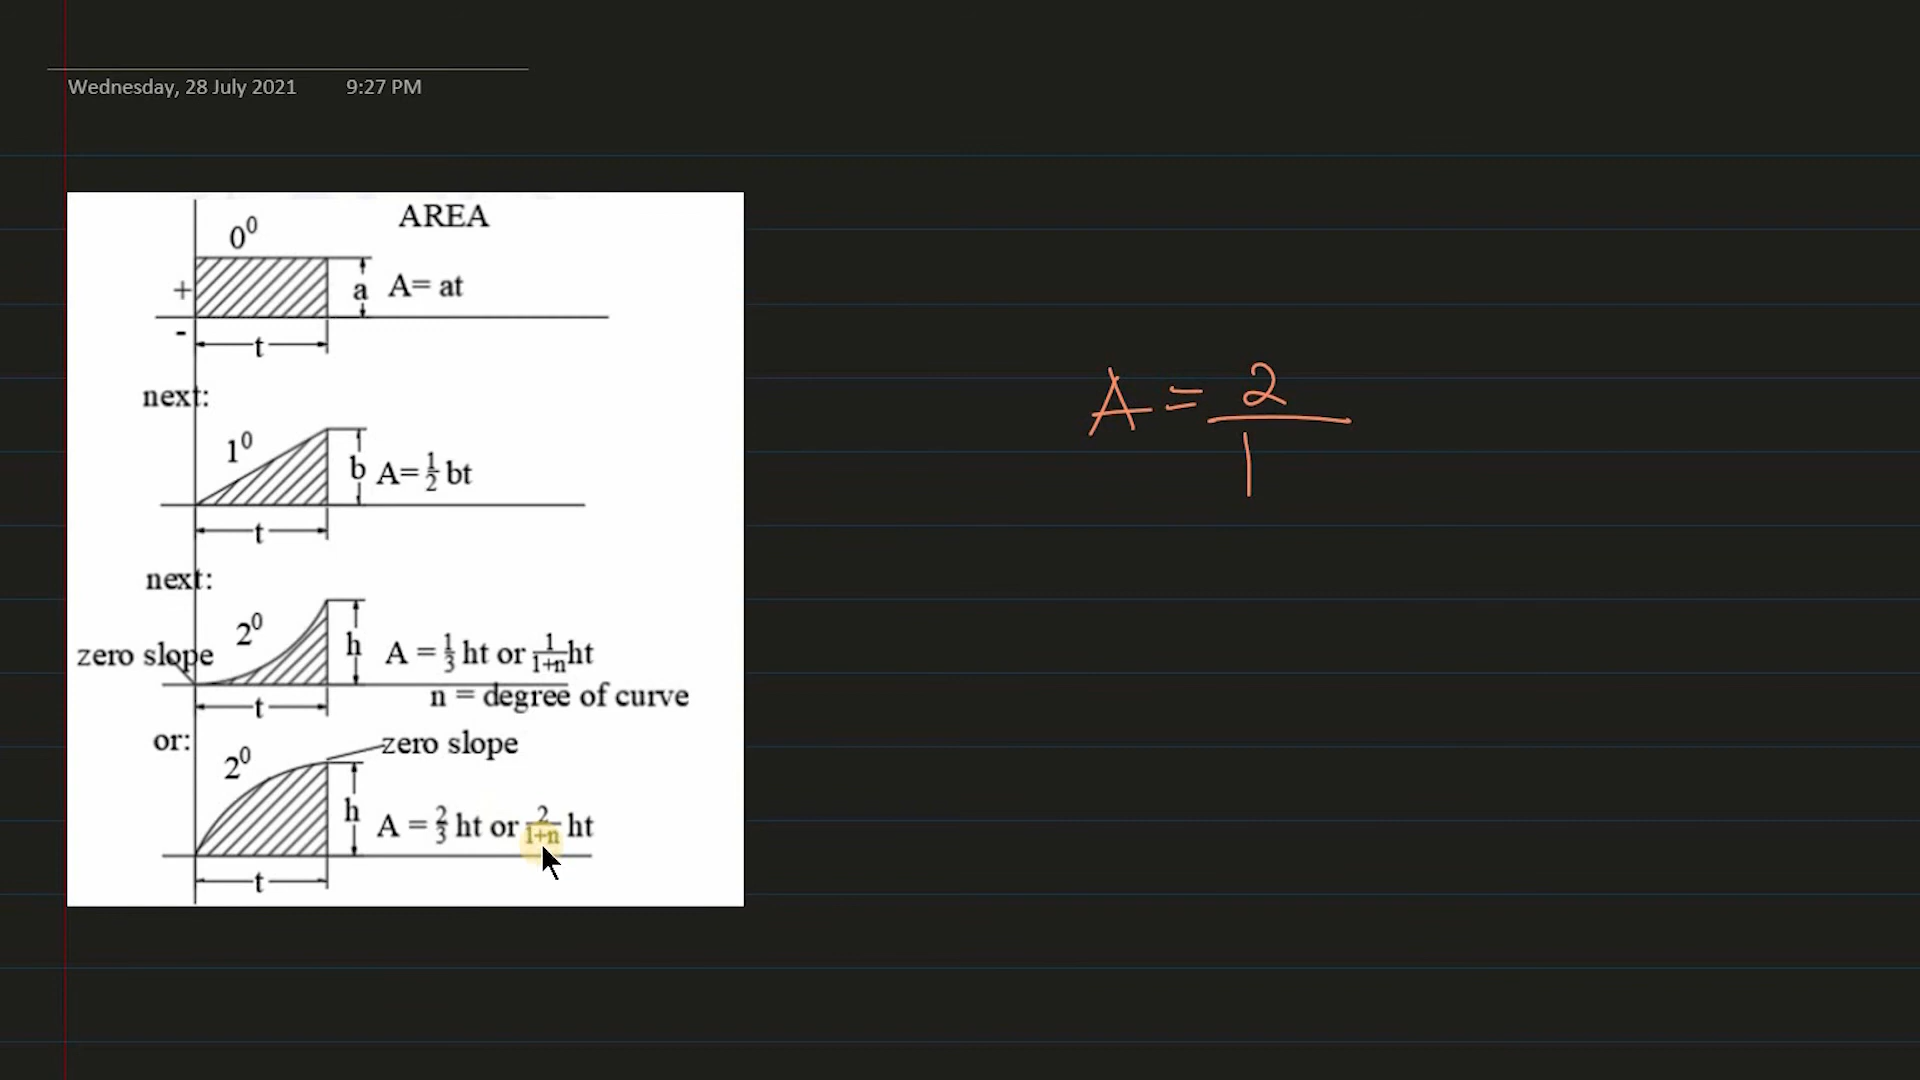 Wednesday, 28 July 2021 9:27 PM
AREA
0⁰
+
a A= at
-
t
next:
1⁰
b A= 1/2 bt
t
next:
2⁰
zero slope
h A = 1/3 ht or 1/1+n ht
n = degree of curve
t
or:
zero slope
2⁰
h A = 2/3 ht or 2/1+n ht
t
A = 2/1